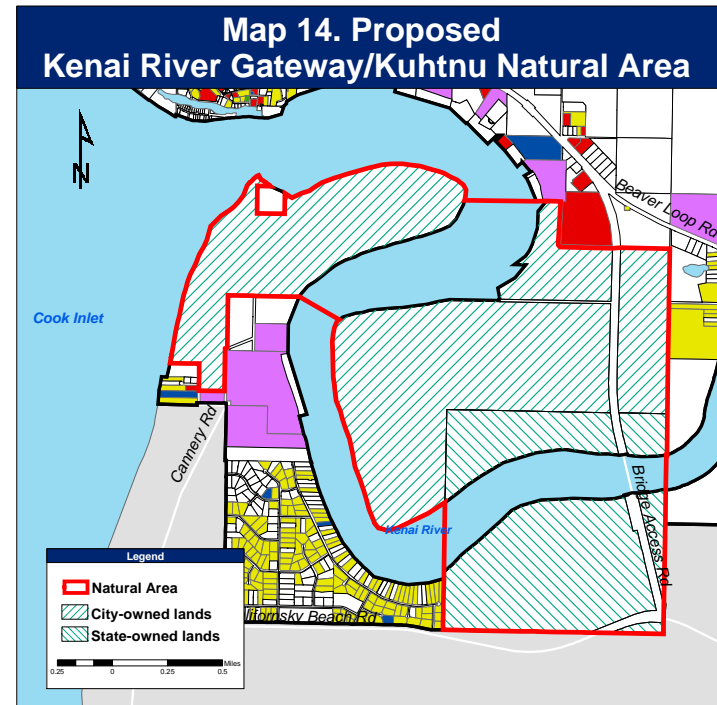 Map 14. Proposed
Kenai River Gateway/Kuhtnu Natural Area
N
Beaver Loop Rd
Cook Inlet
Cannery Rd
Bridge Access Rd
Kenai River
lifornsky Beach Rd
Legend
Natural Area
City-owned lands
State-owned lands
Miles
0.25 0 0.25 0.5